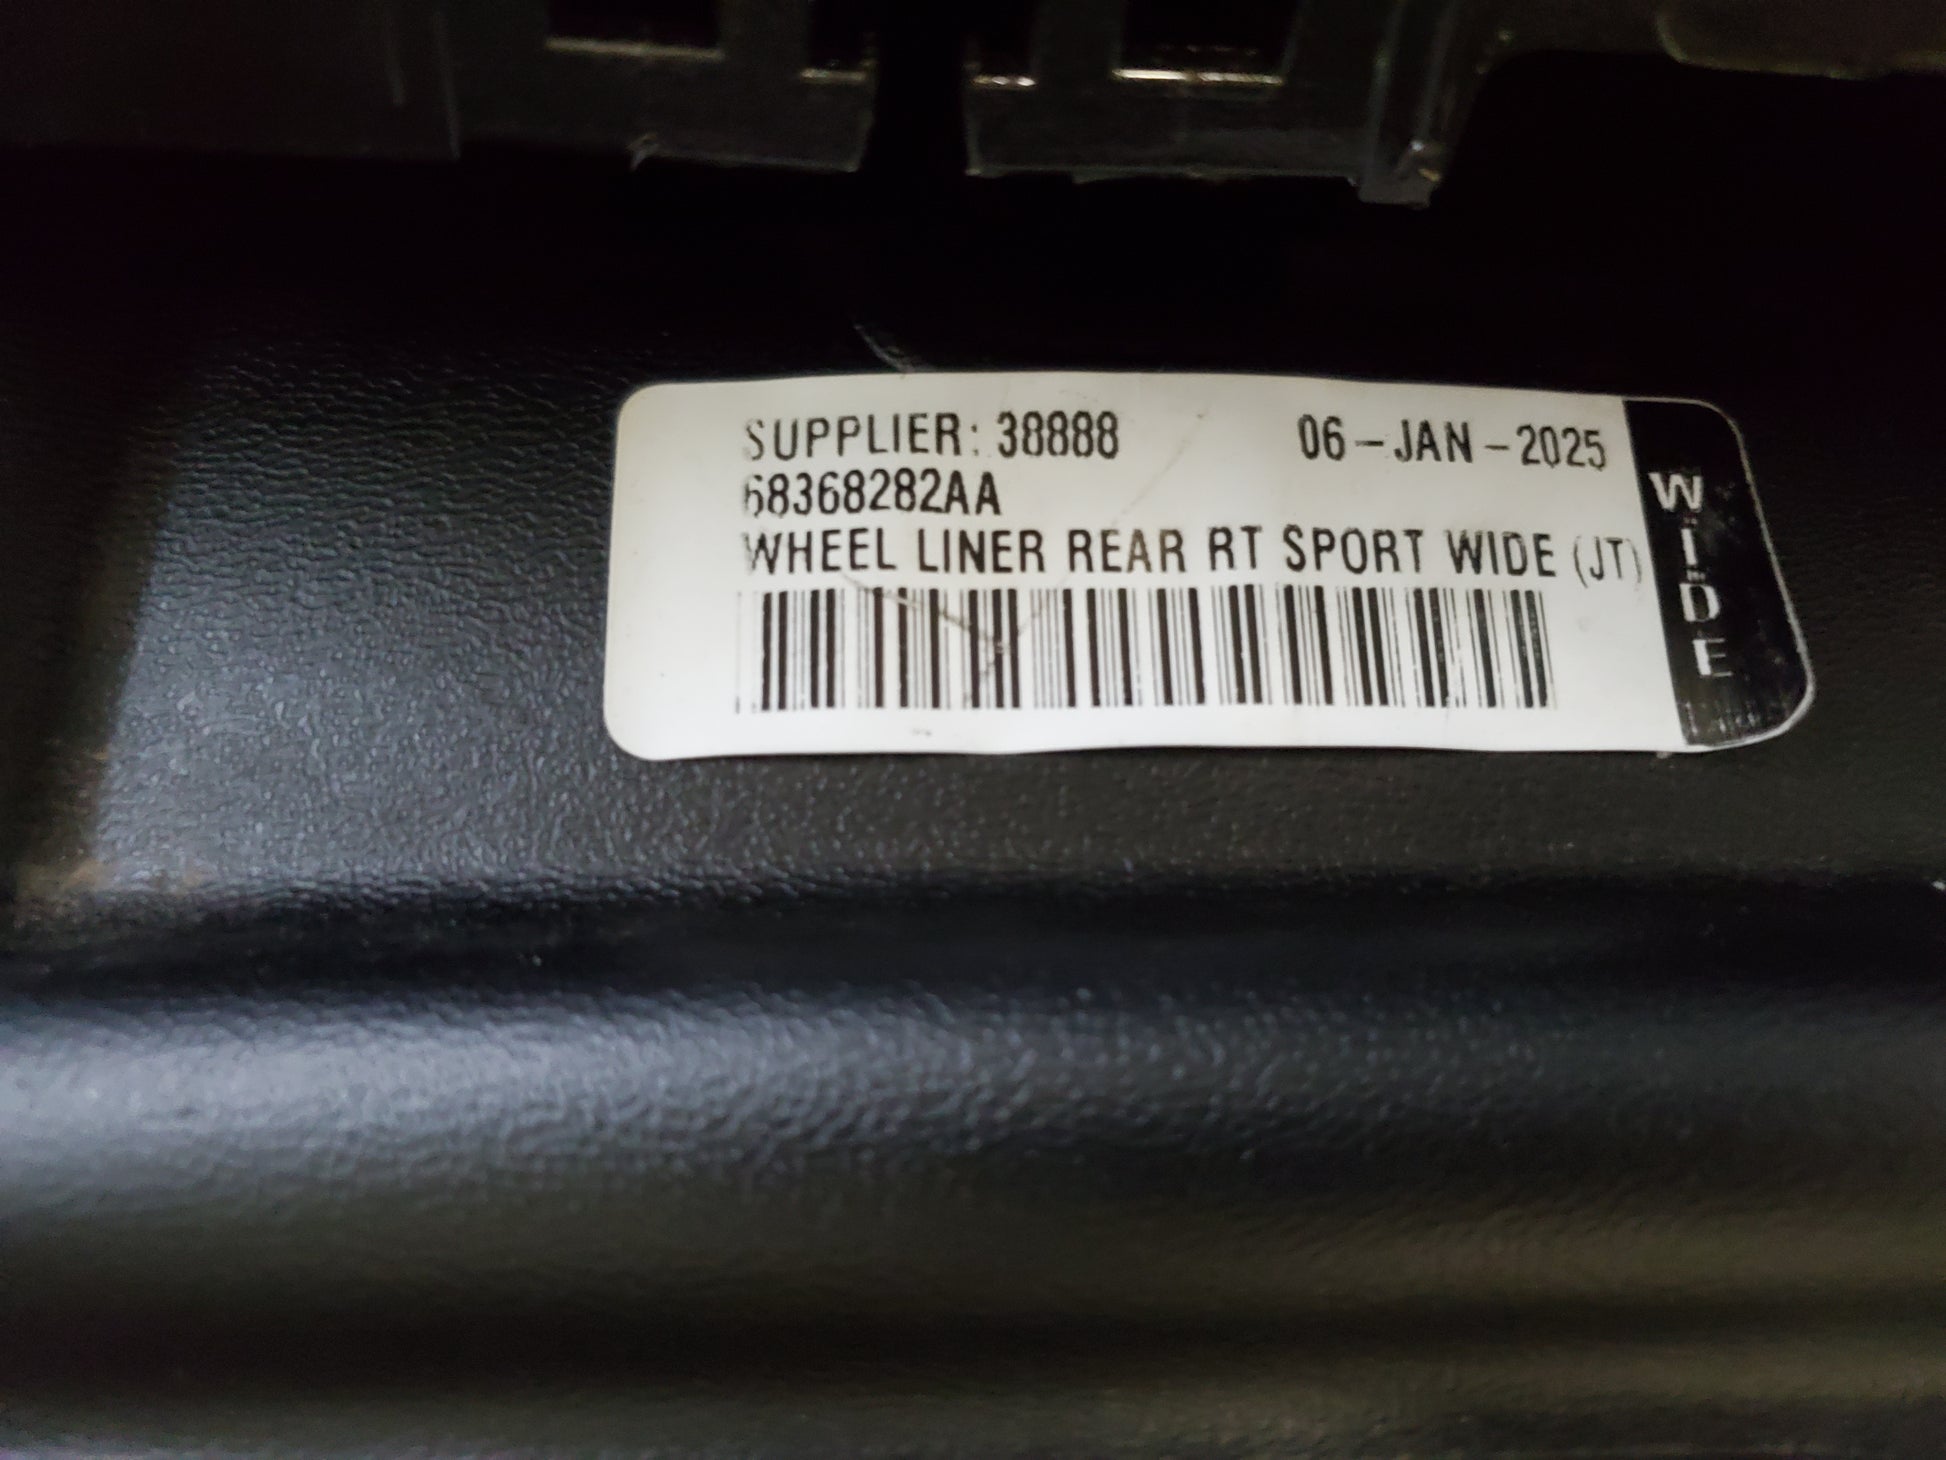 SUPPLIER: 38888 06-JAN-2025
68368282AA
WHEEL LINER REAR RT SPORT WIDE (JT)
WIDE